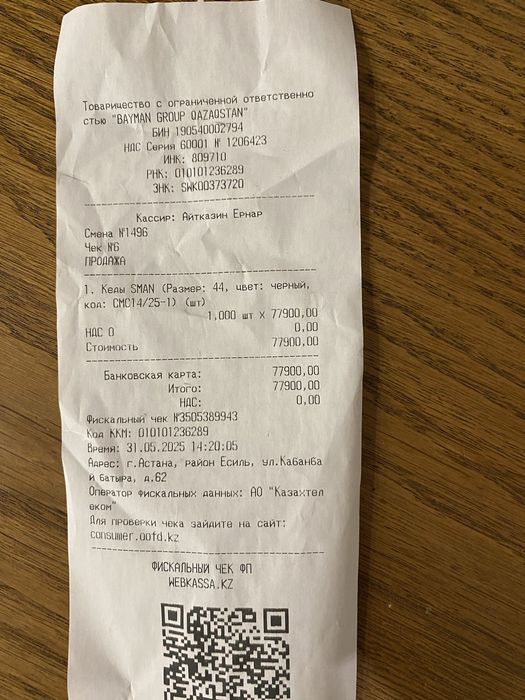 Товарищество с ограниченной ответственно
стью "BAYMAN GROUP QAZAQSTAN"
БИН 190540002794
НДС Серия 60001 № 1206423
ИНК: 809710
РНК: 010101236289
ЗНК: SWK00373720
Кассир: Айтказин Ернар
Смена №1496
Чек №6
ПРОДАЖА
1. Кеды SMAN (Размер: 44, цвет: черный,
код: СМС14/25-1) (шт)
1,000 шт X 77900,00
НДС 0 0,00
Стоимость 77900,00
Банковская карта: 77900,00
Итого: 77900,00
НДС: 0,00
Фискальный чек №3505389943
Код ККМ: 010101236289
Время: 31.05.2025 14:20:05
Адрес: г.Астана, район Есиль, ул.Кабанба
й батыра, д.62
Оператор фискальных данных: АО "Казахтел
еком"
Для проверки чека зайдите на сайт:
consumer.oofd.kz
ФИСКАЛЬНЫЙ ЧЕК ФП
WEBKASSA.KZ